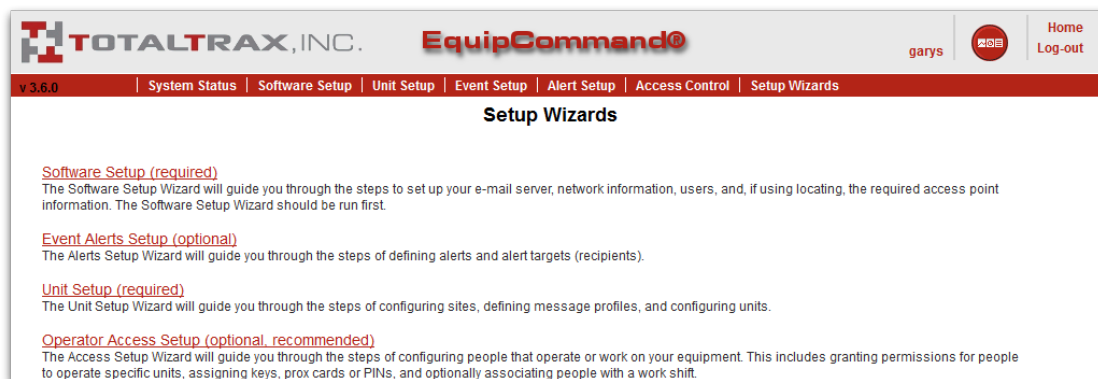 TOTALTRAX, INC.
EquipCommand®
garys
Home
Log-out
v 3.6.0
System Status | Software Setup | Unit Setup | Event Setup | Alert Setup | Access Control | Setup Wizards
Setup Wizards
Software Setup (required)
The Software Setup Wizard will guide you through the steps to set up your e-mail server, network information, users, and, if using locating, the required access point
information. The Software Setup Wizard should be run first.
Event Alerts Setup (optional)
The Alerts Setup Wizard will guide you through the steps of defining alerts and alert targets (recipients).
Unit Setup (required)
The Unit Setup Wizard will guide you through the steps of configuring sites, defining message profiles, and configuring units.
Operator Access Setup (optional, recommended)
The Access Setup Wizard will guide you through the steps of configuring people that operate or work on your equipment. This includes granting permissions for people
to operate specific units, assigning keys, prox cards or PINs, and optionally associating people with a work shift.